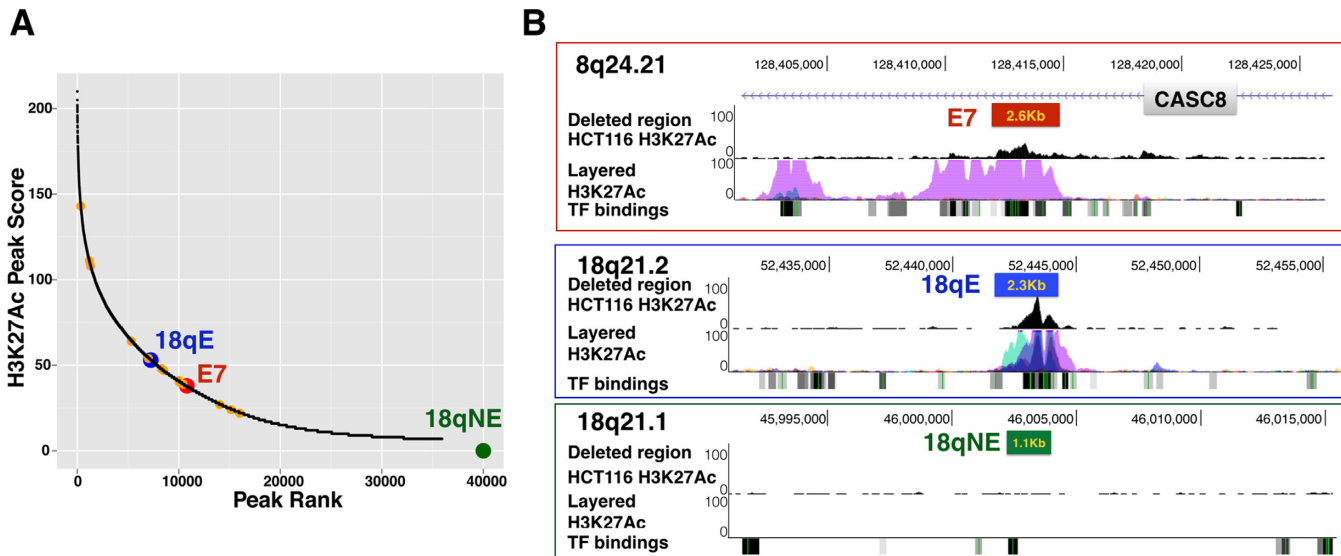 A
H3K27Ac Peak Score
200
150
100
50
0
18qE
E7
18qNE
0 10000 20000 30000 40000
Peak Rank
B
8q24.21
128,405,000 128,410,000 128,415,000 128,420,000 128,425,000
CASC8
Deleted region E7 2.6Kb
HCT116 H3K27Ac
100
0
Layered
H3K27Ac
100
0
TF bindings
18q21.2
52,435,000 52,440,000 52,445,000 52,450,000 52,455,000
Deleted region 18qE 2.3Kb
HCT116 H3K27Ac
100
0
Layered
H3K27Ac
100
0
TF bindings
18q21.1
45,995,000 46,000,000 46,005,000 46,010,000 46,015,000
Deleted region 18qNE 1.1Kb
HCT116 H3K27Ac
100
0
Layered
H3K27Ac
100
0
TF bindings